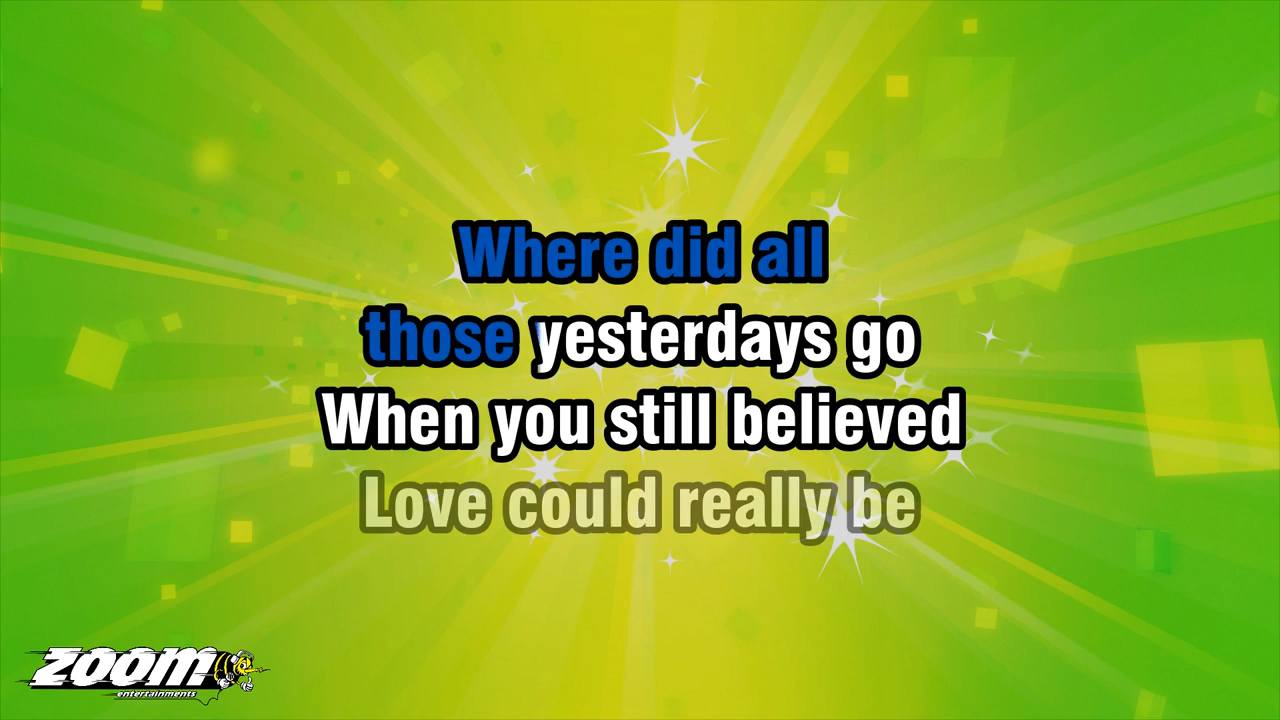 Where did all
those yesterdays go
When you still believed
Love could really be
zoom
entertainments